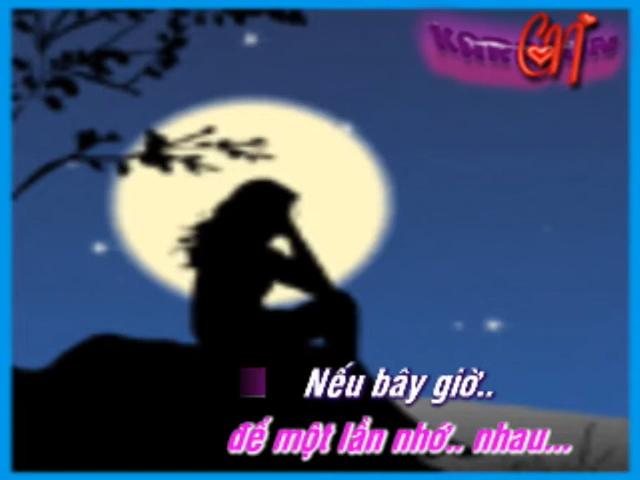 Nếu bây giờ..
để một lần nhớ.. nhau...